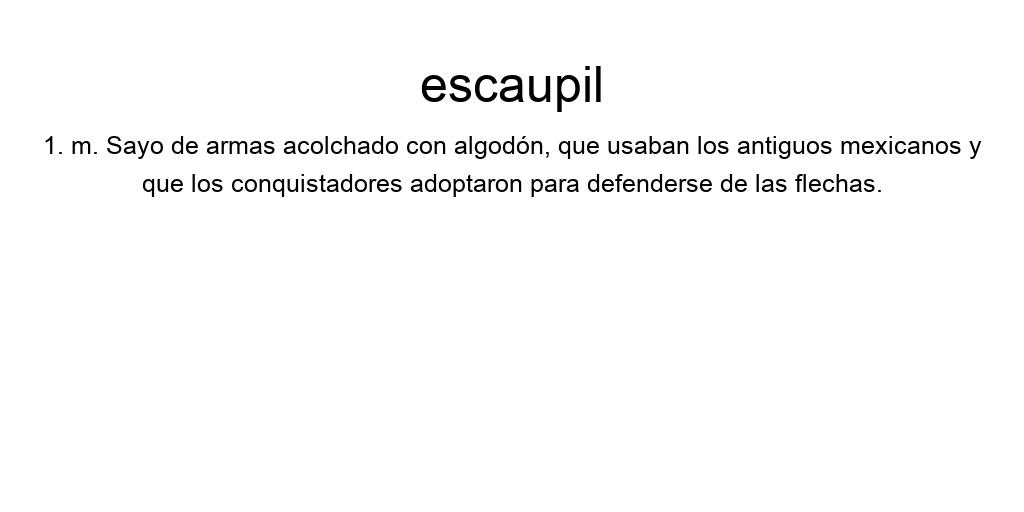 escaupil
1. m. Sayo de armas acolchado con algodón, que usaban los antiguos mexicanos y
que los conquistadores adoptaron para defenderse de las flechas.